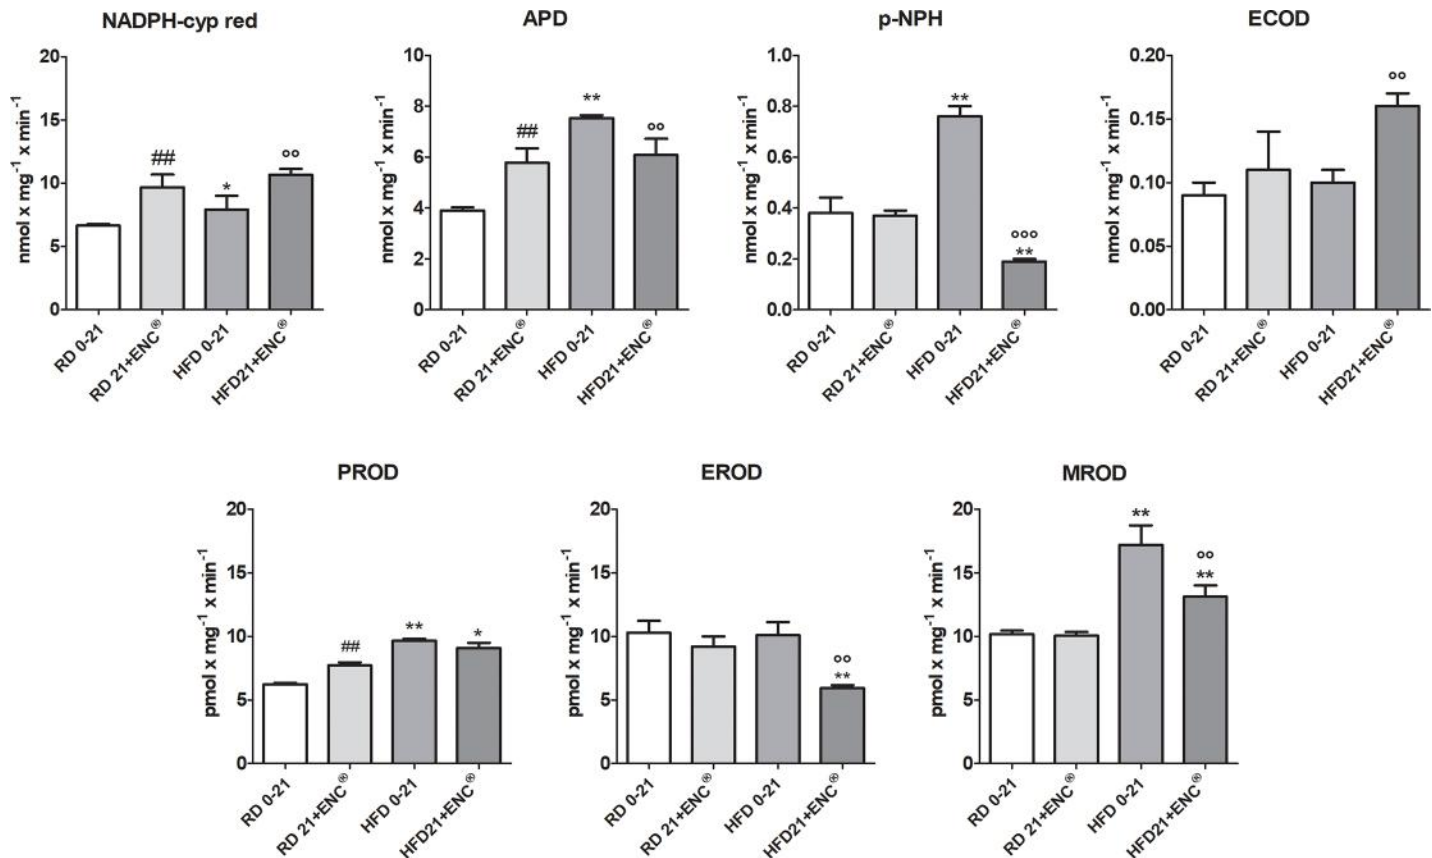 NADPH-cyp red
nmol x mg⁻¹ x min⁻¹
20
15
10
5
0
##
*
°°
RD 0-21
RD 21+ENC®
HFD 0-21
HFD21+ENC®
APD
nmol x mg⁻¹ x min⁻¹
10
8
6
4
2
0
##
**
°°
RD 0-21
RD 21+ENC®
HFD 0-21
HFD21+ENC®
p-NPH
nmol x mg⁻¹ x min⁻¹
1.0
0.8
0.6
0.4
0.2
0.0
**
°°°
**
RD 0-21
RD 21+ENC®
HFD 0-21
HFD21+ENC®
ECOD
nmol x mg⁻¹ x min⁻¹
0.20
0.15
0.10
0.05
0.00
°°
RD 0-21
RD 21+ENC®
HFD 0-21
HFD21+ENC®
PROD
pmol x mg⁻¹ x min⁻¹
20
15
10
5
0
##
**
*
RD 0-21
RD 21+ENC®
HFD 0-21
HFD21+ENC®
EROD
pmol x mg⁻¹ x min⁻¹
20
15
10
5
0
°°
**
RD 0-21
RD 21+ENC®
HFD 0-21
HFD21+ENC®
MROD
pmol x mg⁻¹ x min⁻¹
20
15
10
5
0
**
°°
**
RD 0-21
RD 21+ENC®
HFD 0-21
HFD21+ENC®